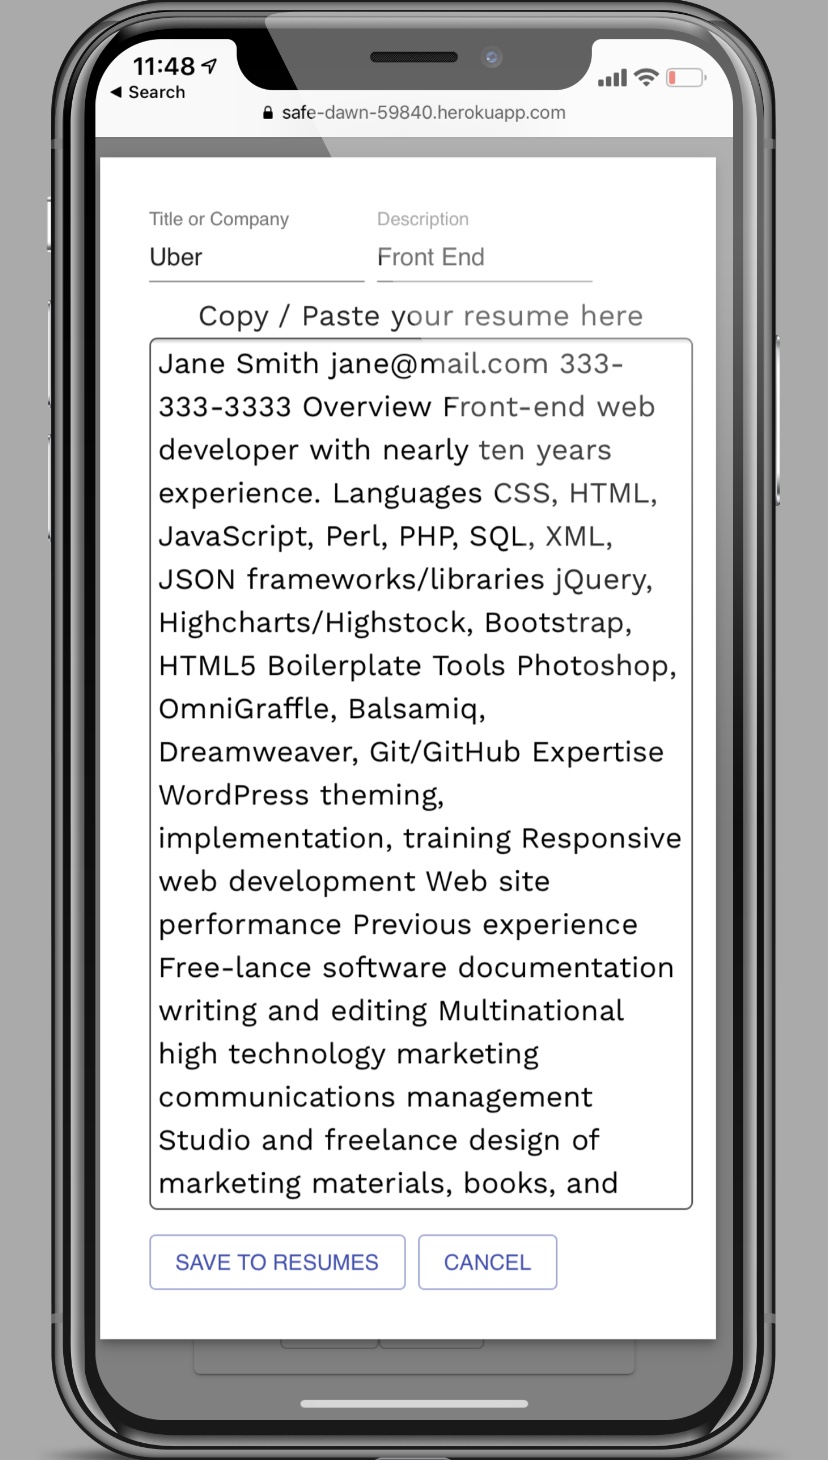 11:48
◀ Search
safe-dawn-59840.herokuapp.com
Title or Company
Description
Uber
Front End
Copy / Paste your resume here
Jane Smith jane@mail.com 333-
333-3333 Overview Front-end web
developer with nearly ten years
experience. Languages CSS, HTML,
JavaScript, Perl, PHP, SQL, XML,
JSON frameworks/libraries jQuery,
Highcharts/Highstock, Bootstrap,
HTML5 Boilerplate Tools Photoshop,
OmniGraffle, Balsamiq,
Dreamweaver, Git/GitHub Expertise
WordPress theming,
implementation, training Responsive
web development Web site
performance Previous experience
Free-lance software documentation
writing and editing Multinational
high technology marketing
communications management
Studio and freelance design of
marketing materials, books, and
SAVE TO RESUMES
CANCEL